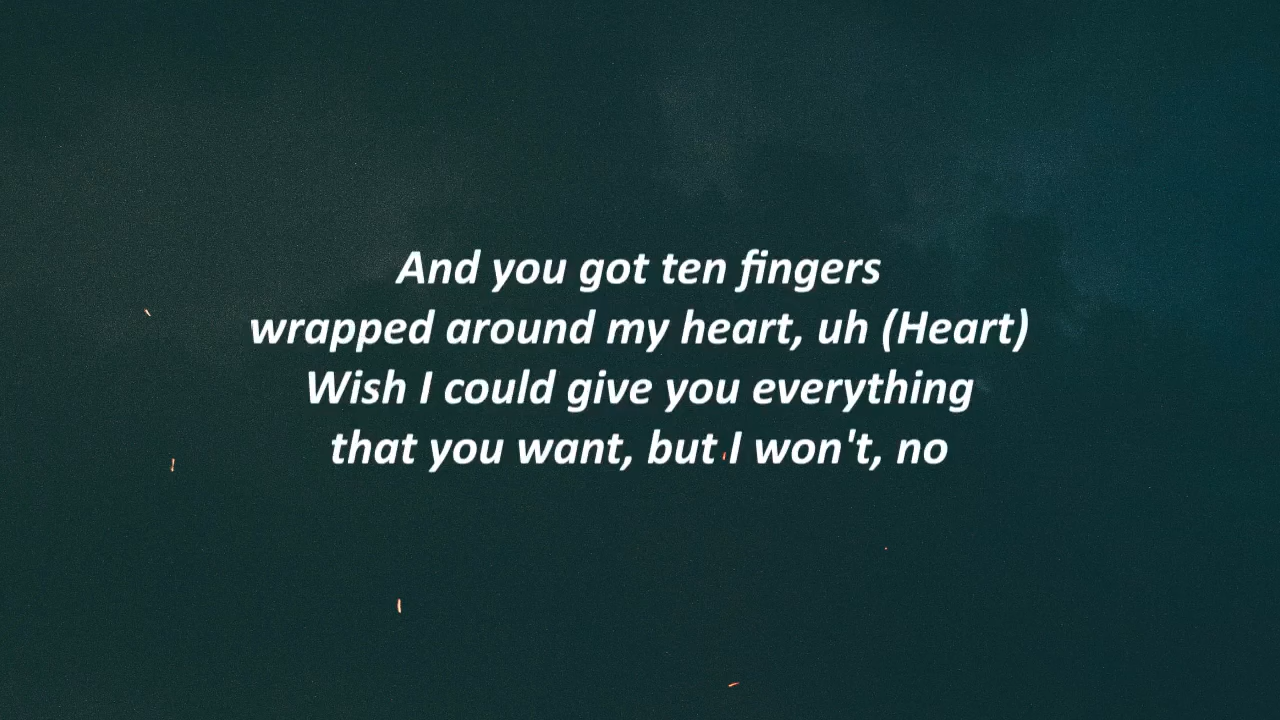 And you got ten fingers
wrapped around my heart, uh (Heart)
Wish I could give you everything
that you want, but I won't, no